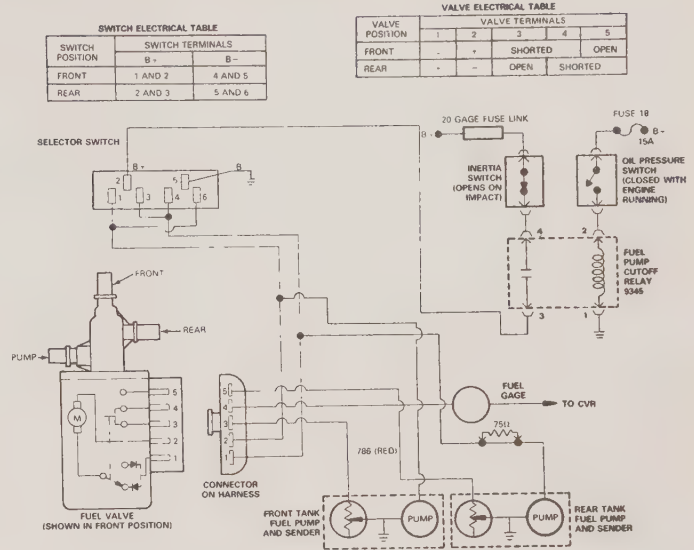 SWITCH ELECTRICAL TABLE
SWITCH POSITION
SWITCH TERMINALS
B +
B -
FRONT 1 AND 2 4 AND 5
REAR 2 AND 3 5 AND 6
VALVE ELECTRICAL TABLE
VALVE POSITION
VALVE TERMINALS
1 2 3 4 5
FRONT - + SHORTED OPEN
REAR + - OPEN SHORTED
SELECTOR SWITCH
B+
B
2
5
1
3
4
6
20 GAGE FUSE LINK
B +
INERTIA
SWITCH
(OPENS ON
IMPACT)
FUSE 18
B -
15A
OIL PRESSURE
SWITCH
(CLOSED WITH
ENGINE
RUNNING)
4
2
3
1
FUEL
PUMP
CUTOFF
RELAY
9345
FRONT
REAR
PUMP
M
5
4
3
2
1
FUEL VALVE
(SHOWN IN FRONT POSITION)
5
4
3
2
1
CONNECTOR
ON HARNESS
FUEL
GAGE
TO CVR
75Ω
786 (RED)
FRONT TANK
FUEL PUMP
AND SENDER
PUMP
PUMP
REAR TANK
FUEL PUMP
AND SENDER